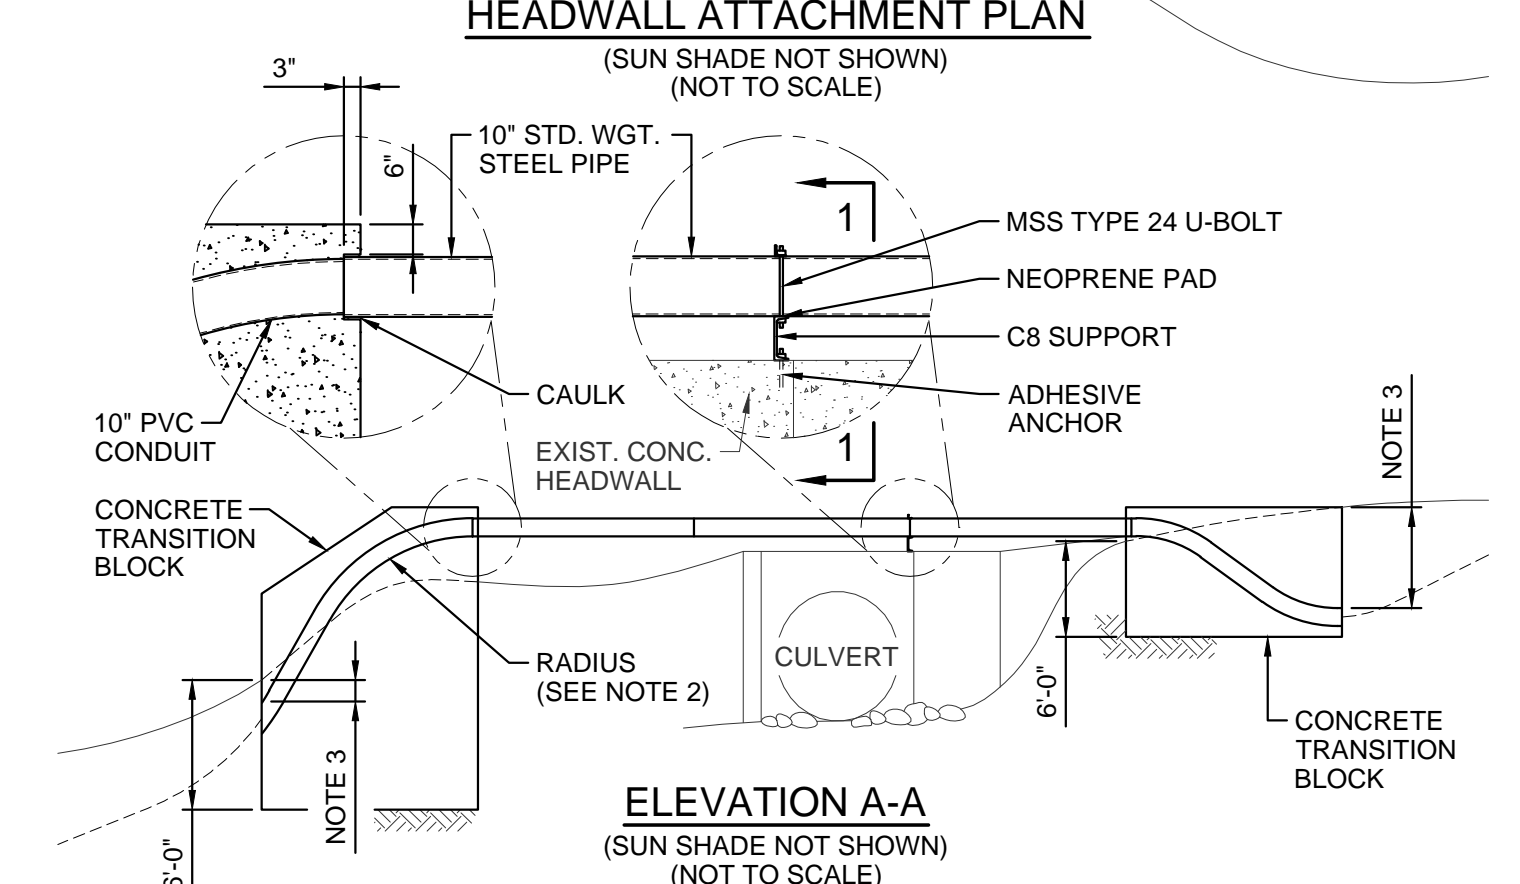 HEADWALL ATTACHMENT PLAN
(SUN SHADE NOT SHOWN)
(NOT TO SCALE)
3"
6"
10" STD. WGT.
STEEL PIPE
1
MSS TYPE 24 U-BOLT
NEOPRENE PAD
C8 SUPPORT
ADHESIVE
ANCHOR
CAULK
10" PVC
CONDUIT
EXIST. CONC.
HEADWALL
1
NOTE 3
CONCRETE
TRANSITION
BLOCK
RADIUS
(SEE NOTE 2)
CULVERT
6'-0"
CONCRETE
TRANSITION
BLOCK
NOTE 3
6'-0"
ELEVATION A-A
(SUN SHADE NOT SHOWN)
(NOT TO SCALE)